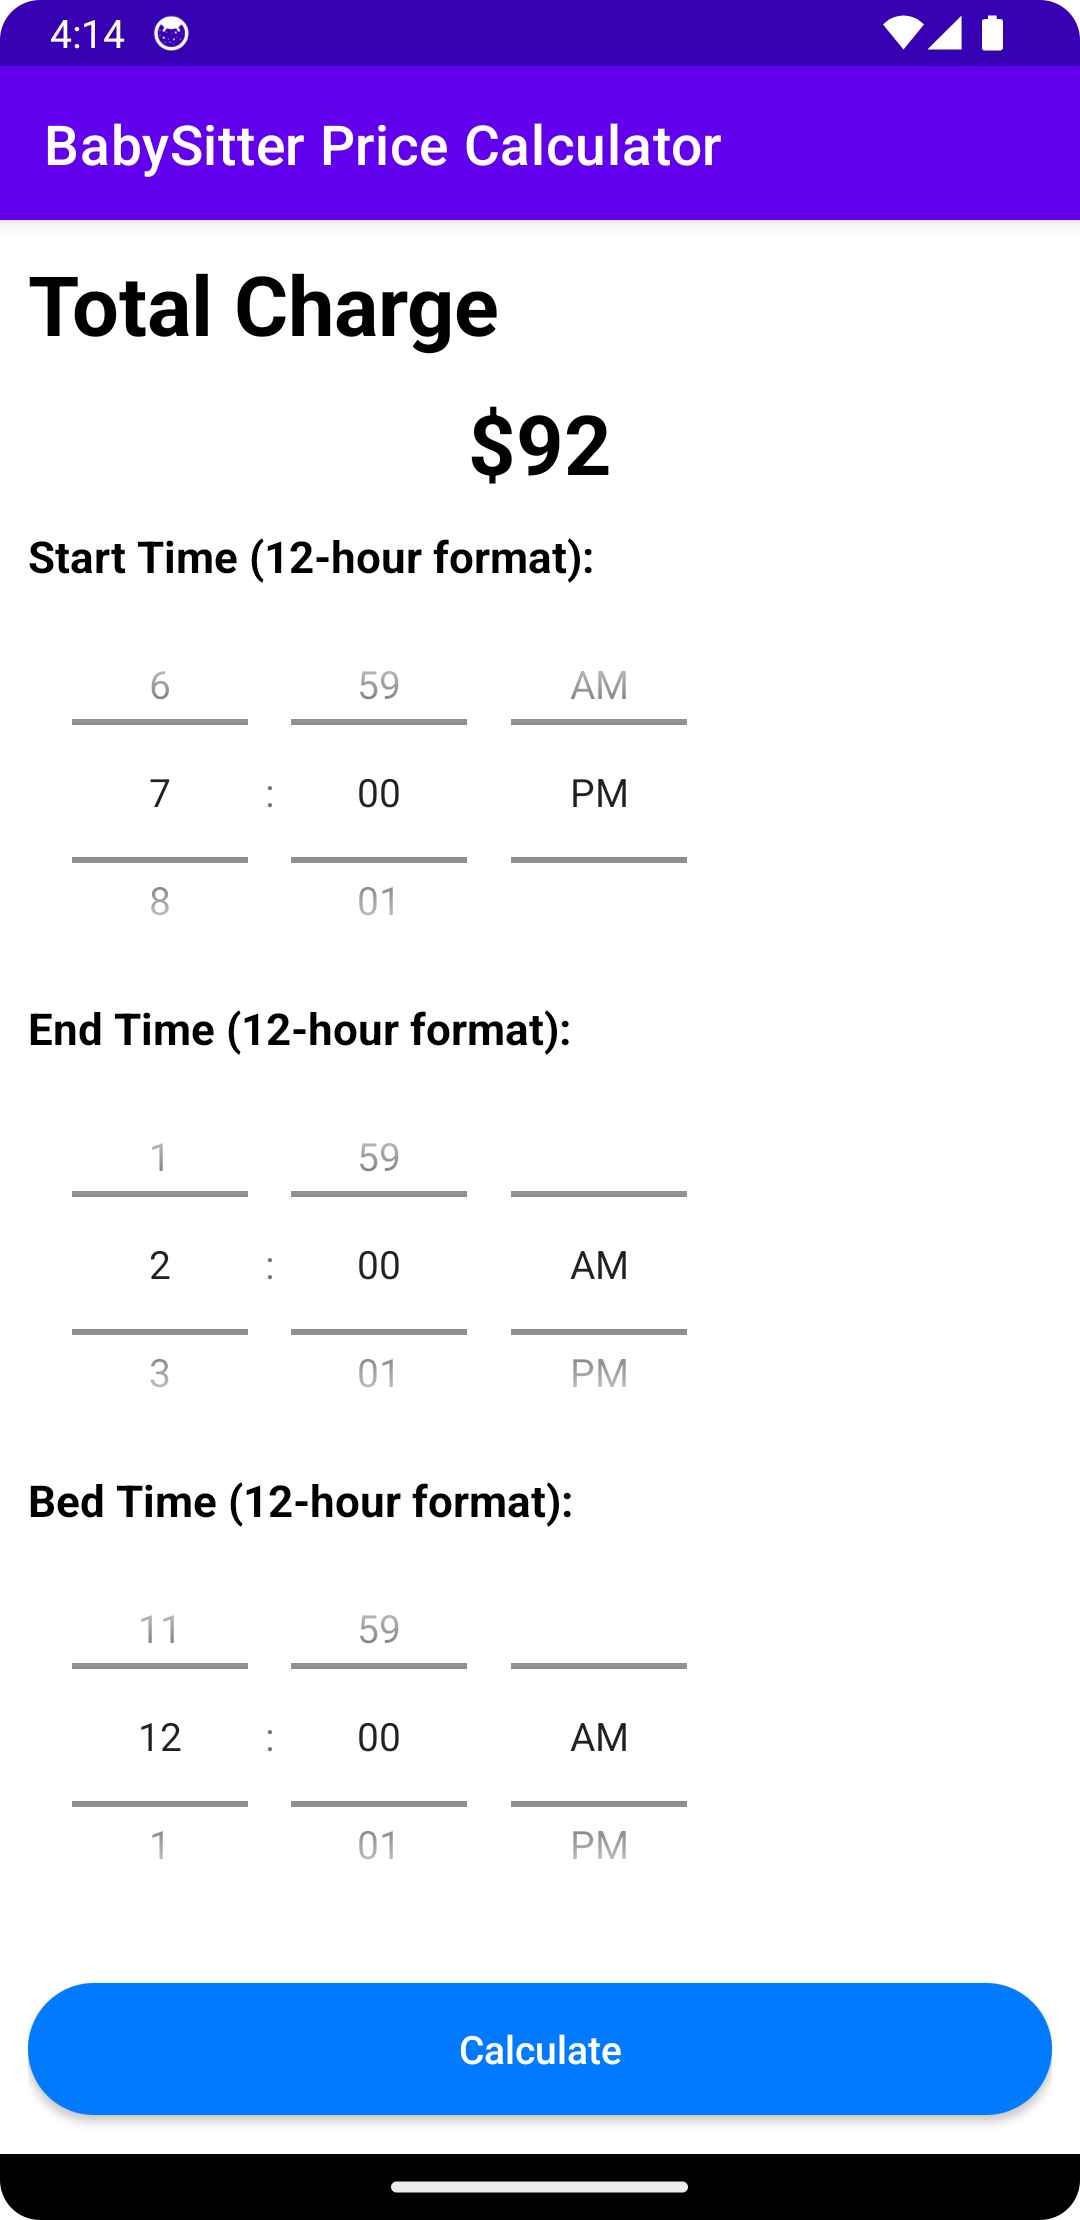 4:14
BabySitter Price Calculator
Total Charge
$92
Start Time (12-hour format):
6 59 AM
7 : 00 PM
8 01
End Time (12-hour format):
1 59
2 : 00 AM
3 01 PM
Bed Time (12-hour format):
11 59
12 : 00 AM
1 01 PM
Calculate